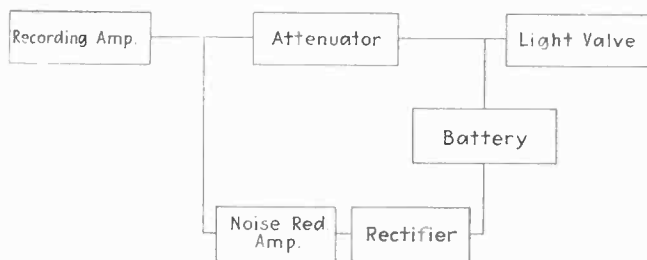 Recording Amp.
Attenuator
Light Valve
Battery
Noise Red
Amp.
Rectifier